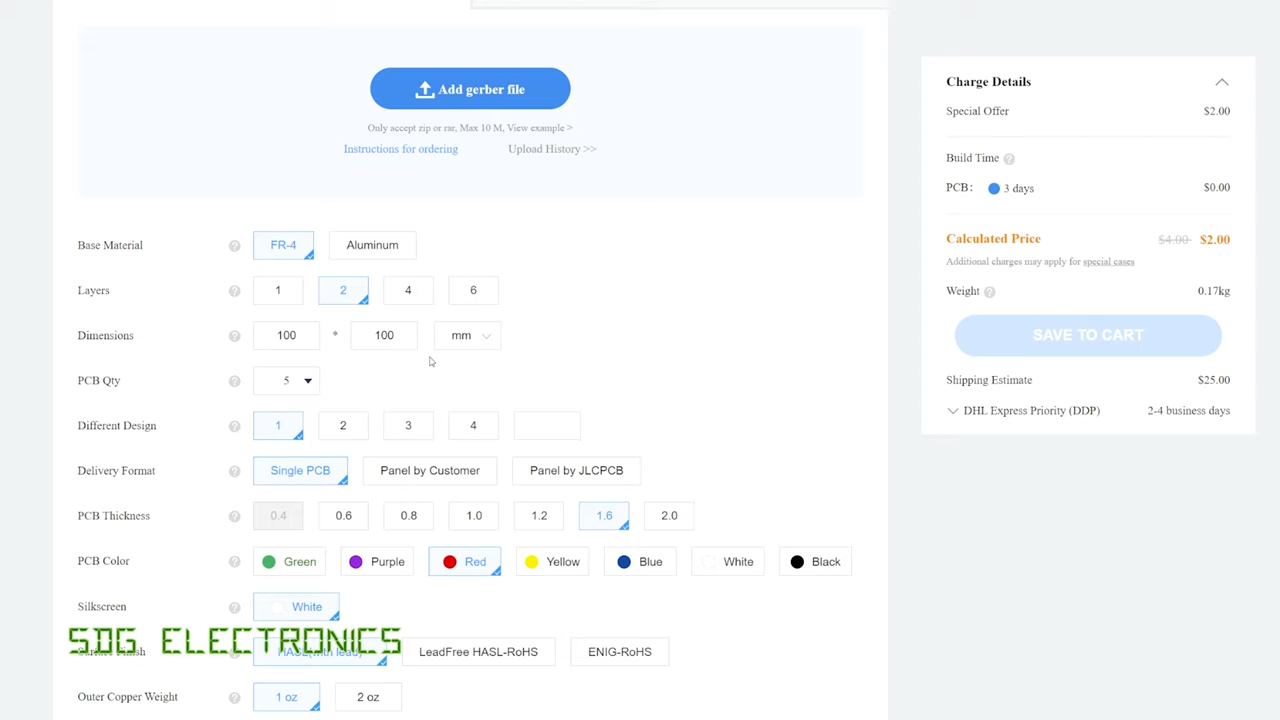 Add gerber file
Only accept zip or rar, Max 10 M, View example >
Instructions for ordering Upload History >>
Base Material ? FR-4 Aluminum
Layers ? 1 2 4 6
Dimensions ? 100 * 100 mm
PCB Qty ? 5
Different Design ? 1 2 3 4
Delivery Format ? Single PCB Panel by Customer Panel by JLCPCB
PCB Thickness ? 0.4 0.6 0.8 1.0 1.2 1.6 2.0
PCB Color ? Green Purple Red Yellow Blue White Black
Silkscreen ? White
SDG ELECTRONICS
Surface Finish ? HASL(with lead) LeadFree HASL-RoHS ENIG-RoHS
Outer Copper Weight ? 1 oz 2 oz
Charge Details
Special Offer $2.00
Build Time ?
PCB: 3 days $0.00
Calculated Price $4.00 $2.00
Additional charges may apply for special cases
Weight ? 0.17kg
SAVE TO CART
Shipping Estimate $25.00
DHL Express Priority (DDP) 2-4 business days